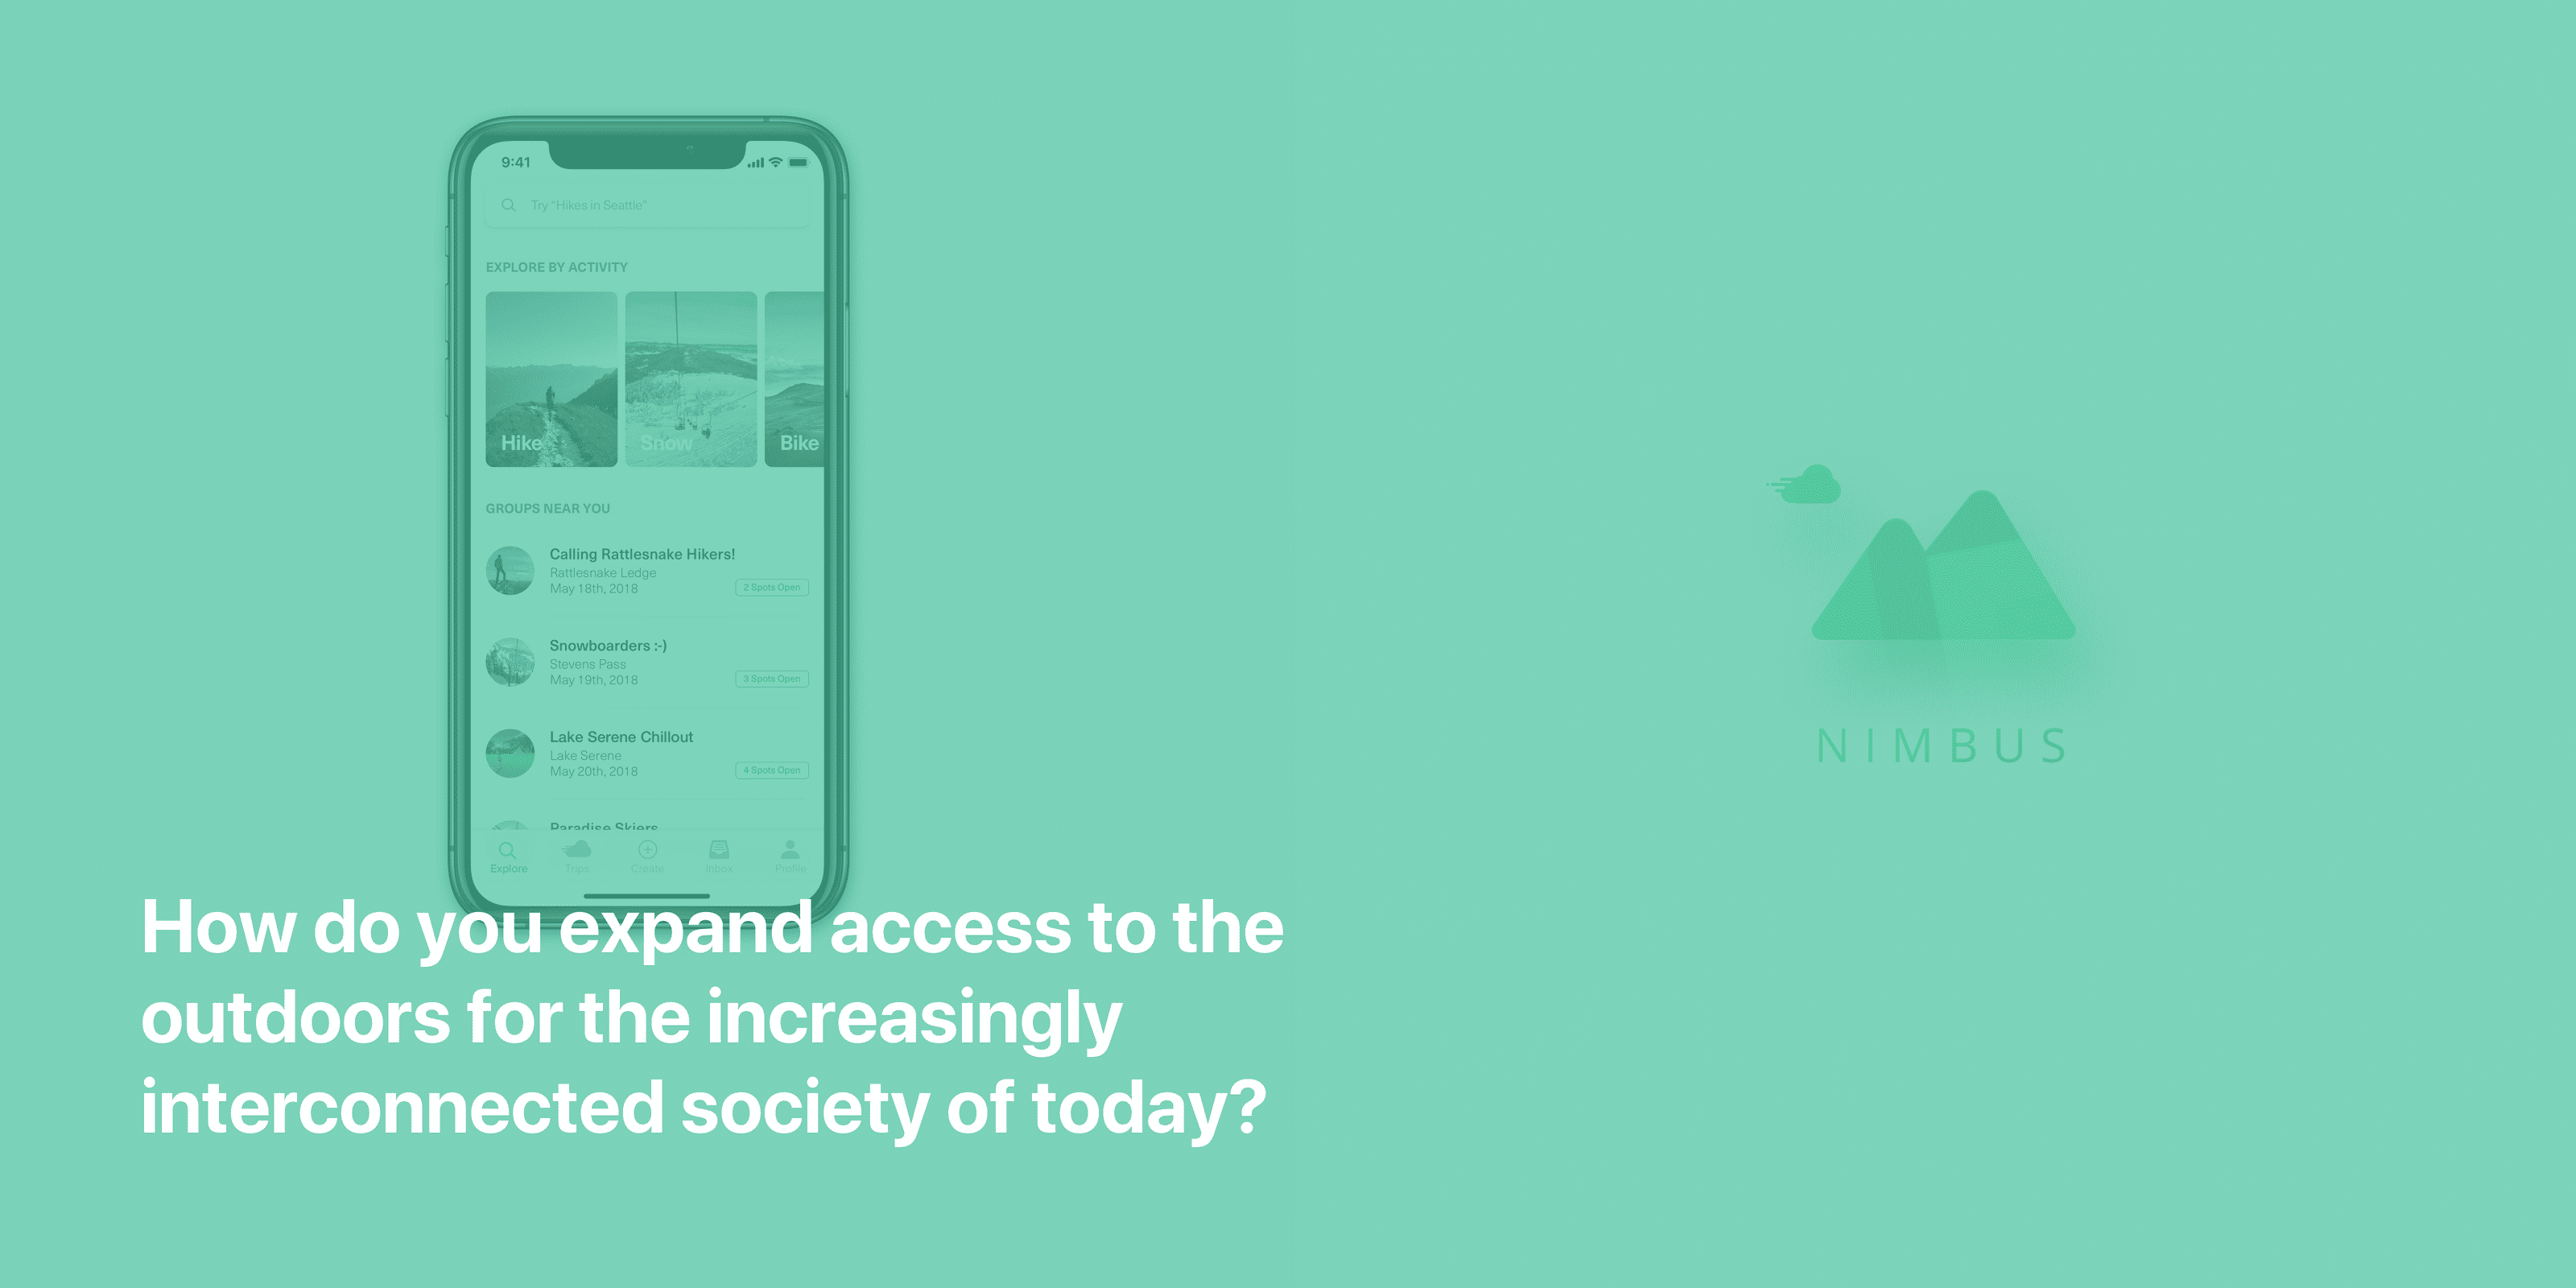 9:41
Try “Hikes in Seattle”
EXPLORE BY ACTIVITY
Hike
Snow
Bike
GROUPS NEAR YOU
Calling Rattlesnake Hikers!
Rattlesnake Ledge
May 18th, 2018
2 Spots Open
Snowboarders :-)
Stevens Pass
May 19th, 2018
3 Spots Open
Lake Serene Chillout
Lake Serene
May 20th, 2018
4 Spots Open
Paradise Skiers
Explore
Trips
Create
Inbox
Profile
NIMBUS
How do you expand access to the
outdoors for the increasingly
interconnected society of today?